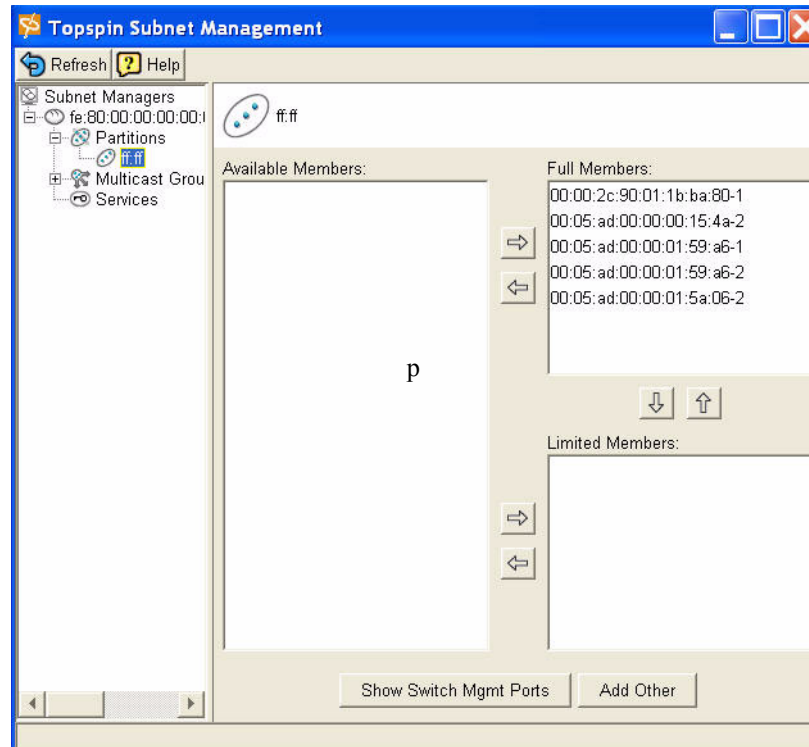 Topspin Subnet Management
Refresh Help
Subnet Managers
fe:80:00:00:00:00:
Partitions
ff:ff
Multicast Grou
Services
ff:ff
Available Members:
p
Full Members:
00:00:2c:90:01:1b:ba:80-1
00:05:ad:00:00:00:15:4a-2
00:05:ad:00:00:01:59:a6-1
00:05:ad:00:00:01:59:a6-2
00:05:ad:00:00:01:5a:06-2
Limited Members:
Show Switch Mgmt Ports Add Other